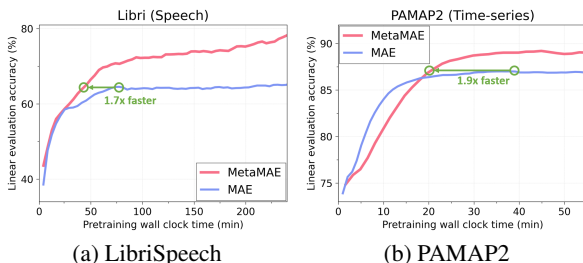 Libri (Speech)
Linear evaluation accuracy (%)
80
60
40
1.7x faster
MetaMAE
MAE
0 50 100 150 200
Pretraining wall clock time (min)
(a) LibriSpeech
PAMAP2 (Time-series)
Linear evaluation accuracy (%)
MetaMAE
MAE
90
85
80
75
1.9x faster
0 10 20 30 40 50
Pretraining wall clock time (min)
(b) PAMAP2